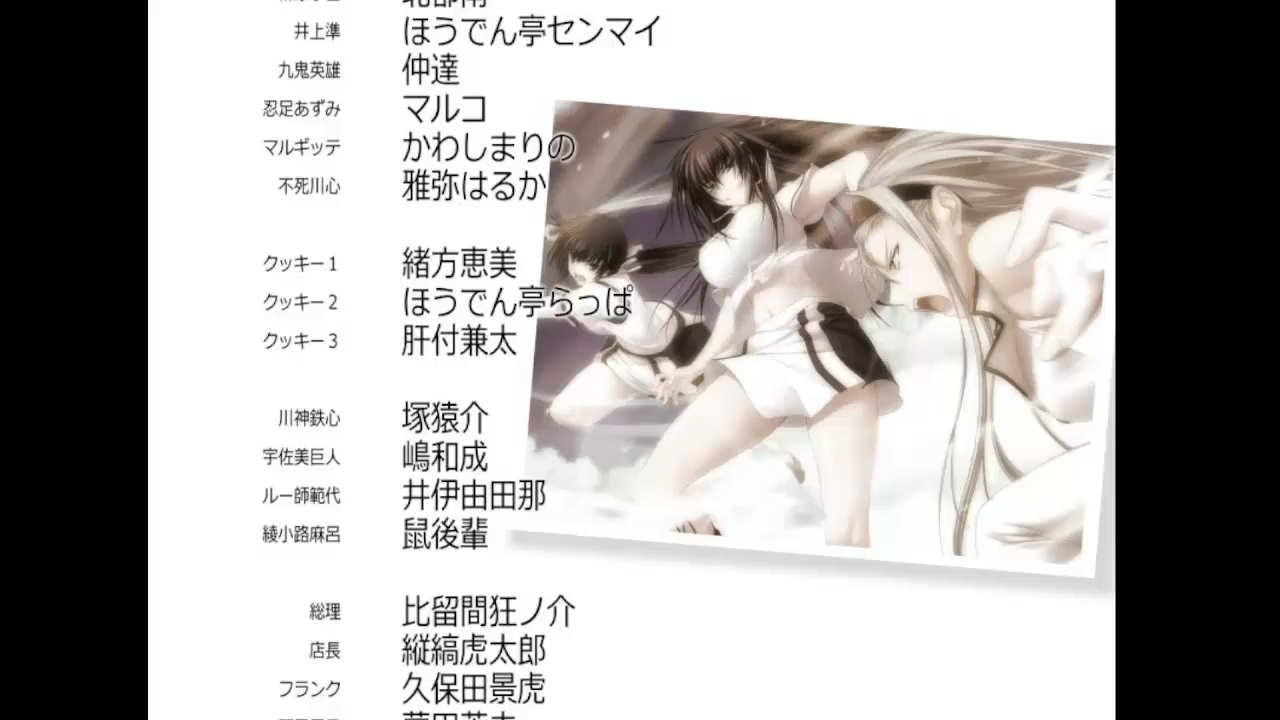 井上準 ほうでん亭センマイ
九鬼英雄 仲達
忍足あずみ マルコ
マルギッテ かわしまりの
不死川心 雅弥はるか
クッキー1 緒方恵美
クッキー2 ほうでん亭らっぱ
クッキー3 肝付兼太
川神鉄心 塚猿介
宇佐美巨人 嶋和成
ルー師範代 井伊由田那
綾小路麻呂 鼠後輩
総理 比留間狂ノ介
店長 縦縞虎太郎
フランク 久保田景虎